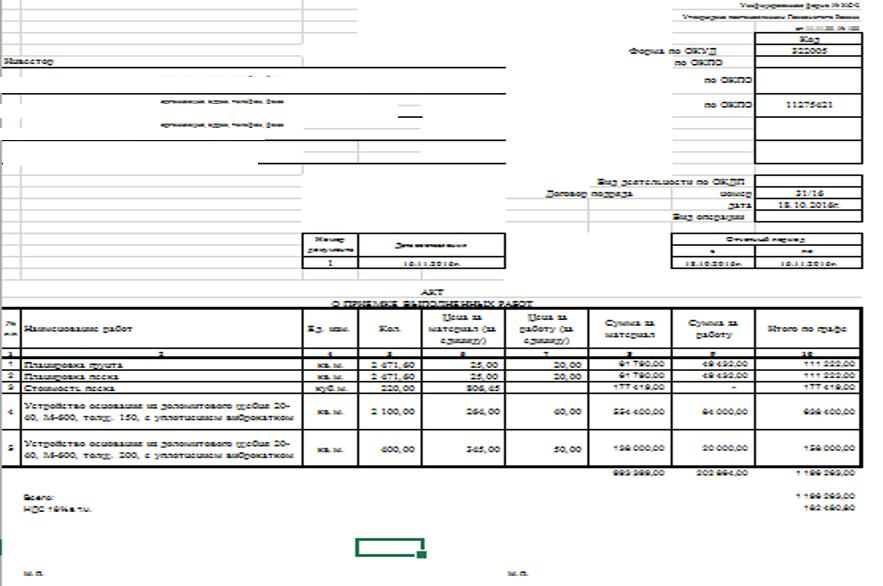 Унифицированная форма № КС-2
Утверждена постановлением Госкомстата России
от 11.11.99. № 100
Код
Форма по ОКУД 322005
Инвестор по ОКПО
по ОКПО
организация, адрес, телефон, факс
по ОКПО 11275421
организация, адрес, телефон, факс
Вид деятельности по ОКДП
Договор подряда номер 31/16
дата 18.10.2016г.
Вид операции
Номер документа Дата составления Отчетный период
с по
1 16.11.2016г. 18.10.2016г. 16.11.2016г.
АКТ
О ПРИЕМКЕ ВЫПОЛНЕННЫХ РАБОТ
№ п/п Наименование работ Ед. изм. Кол. Цена за материал (за единицу) Цена за работу (за единицу) Сумма за материал Сумма за работу Итого по графе
1 2 4 5 6 7 8 9 10
1 Планировка грунта кв.м. 2 471,60 25,00 20,00 61 790,00 49 432,00 111 222,00
2 Планировка песка кв.м. 2 471,60 25,00 20,00 61 790,00 49 432,00 111 222,00
3 Стоимость песка куб.м. 220,00 806,45 177 419,00 - 177 419,00
4 Устройство основания из доломитового щебня 20-
40, М-600, толщ. 150, с уплотнением виброкатком кв.м. 2 100,00 264,00 40,00 554 400,00 84 000,00 638 400,00
5 Устройство основания из доломитового щебня 20-
40, М-600, толщ. 200, с уплотнением виброкатком кв.м. 400,00 345,00 50,00 138 000,00 20 000,00 158 000,00
993 399,00 202 864,00 1 196 263,00
Всего: 1 196 263,00
НДС 18% в т.ч. 182 480,80
М.П. М.П.